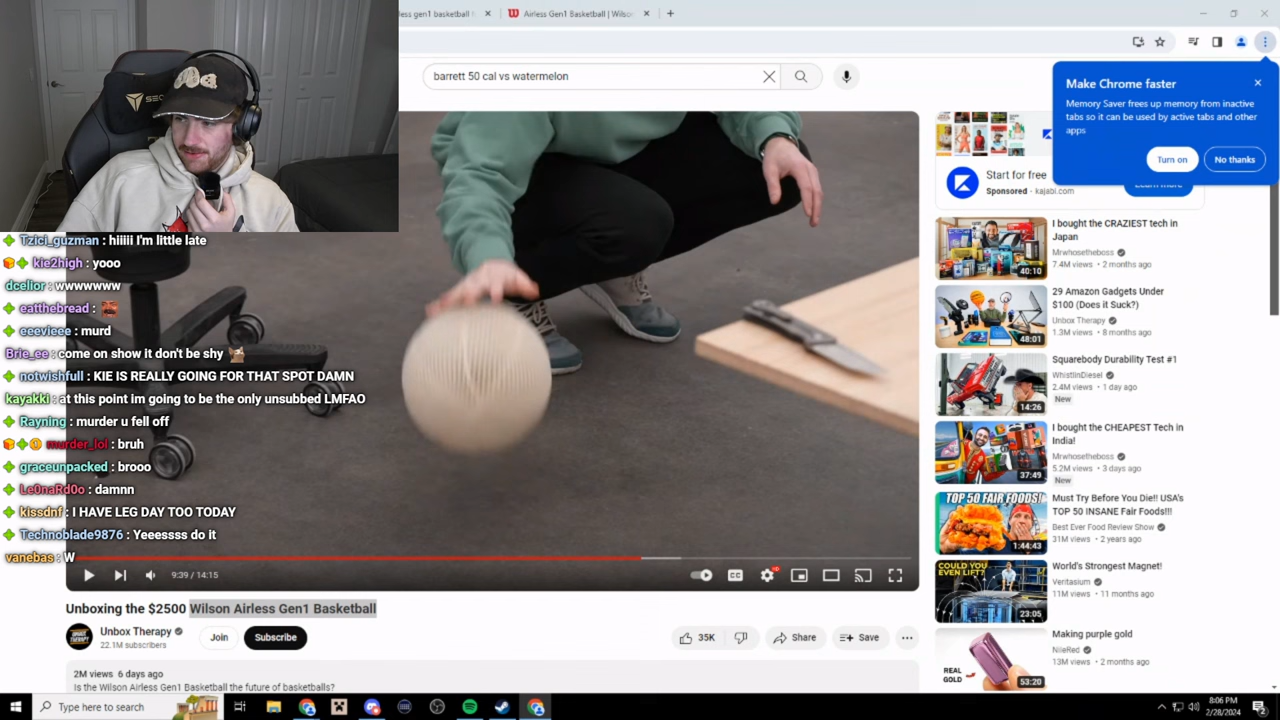 less gen1 basketball
Airless Gen1 Basketball | Wilson
barrett 50 cal vs watermelon
Make Chrome faster
Memory Saver frees up memory from inactive
tabs so it can be used by active tabs and other
apps
Turn on
No thanks
Start for free
Sponsored • kajabi.com
Learn more
I bought the CRAZIEST tech in
Japan
Mrwhosetheboss
7.4M views • 2 months ago
40:10
29 Amazon Gadgets Under
$100 (Does it Suck?)
Unbox Therapy
1.3M views • 8 months ago
48:01
Squarebody Durability Test #1
WhistlinDiesel
2.4M views • 1 day ago
New
14:26
I bought the CHEAPEST Tech in
India!
Mrwhosetheboss
5.2M views • 3 days ago
New
37:49
TOP 50 FAIR FOODS!
Must Try Before You Die!! USA's
TOP 50 INSANE Fair Foods!!!
Best Ever Food Review Show
31M views • 2 years ago
1:44:43
COULD YOU
EVEN LIFT?
World's Strongest Magnet!
Veritasium
11M views • 11 months ago
23:05
Making purple gold
NileRed
13M views • 2 months ago
REAL
GOLD
53:20
Tzici_guzman : hiiiii I'm little late
kie2high : yooo
dcelior : wwwwwwww
eatthebread :
eeevieee : murd
Brie_ee : come on show it don't be shy
notwishfull : KIE IS REALLY GOING FOR THAT SPOT DAMN
kayakki : at this point im going to be the only unsubbed LMFAO
Rayning : murder u fell off
murder_lol : bruh
graceunpacked : brooo
Le0naRd0o : damnn
kissdnf : I HAVE LEG DAY TOO TODAY
Technoblade9876 : Yeeessss do it
vanebas : W
9:39 / 14:15
Unboxing the $2500 Wilson Airless Gen1 Basketball
Unbox Therapy
22.1M subscribers
Join
Subscribe
35K
Share
Save
2M views 6 days ago
Is the Wilson Airless Gen1 Basketball the future of basketballs?
Type here to search
8:06 PM
2/28/2024
2